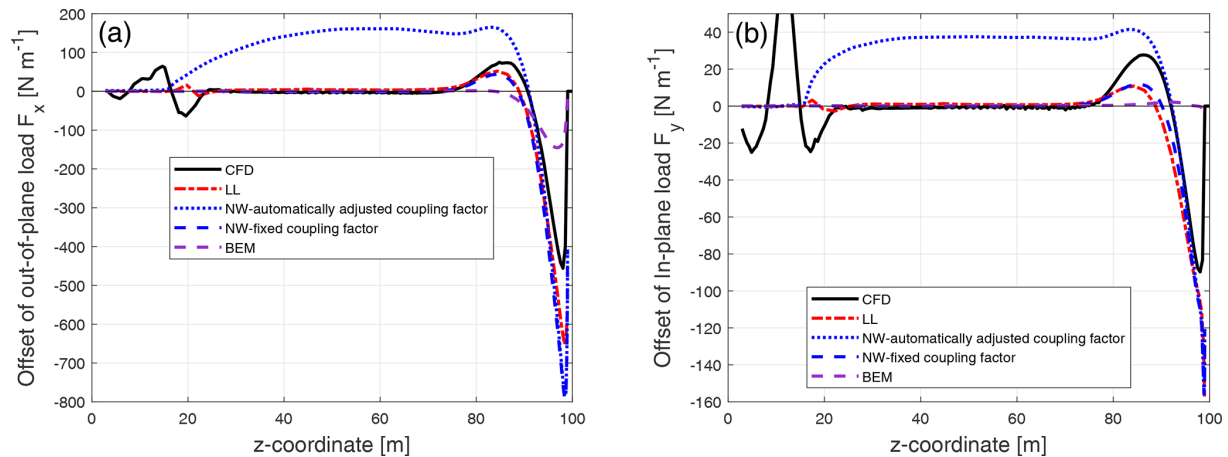 (a)
Offset of out-of-plane load F_x [N m^-1]
200
100
0
-100
-200
-300
-400
-500
-600
-700
-800
CFD
LL
NW-automatically adjusted coupling factor
NW-fixed coupling factor
BEM
0 20 40 60 80 100
z-coordinate [m]
(b)
Offset of In-plane load F_y [N m^-1]
40
20
0
-20
-40
-60
-80
-100
-120
-140
-160
CFD
LL
NW-automatically adjusted coupling factor
NW-fixed coupling factor
BEM
0 20 40 60 80 100
z-coordinate [m]